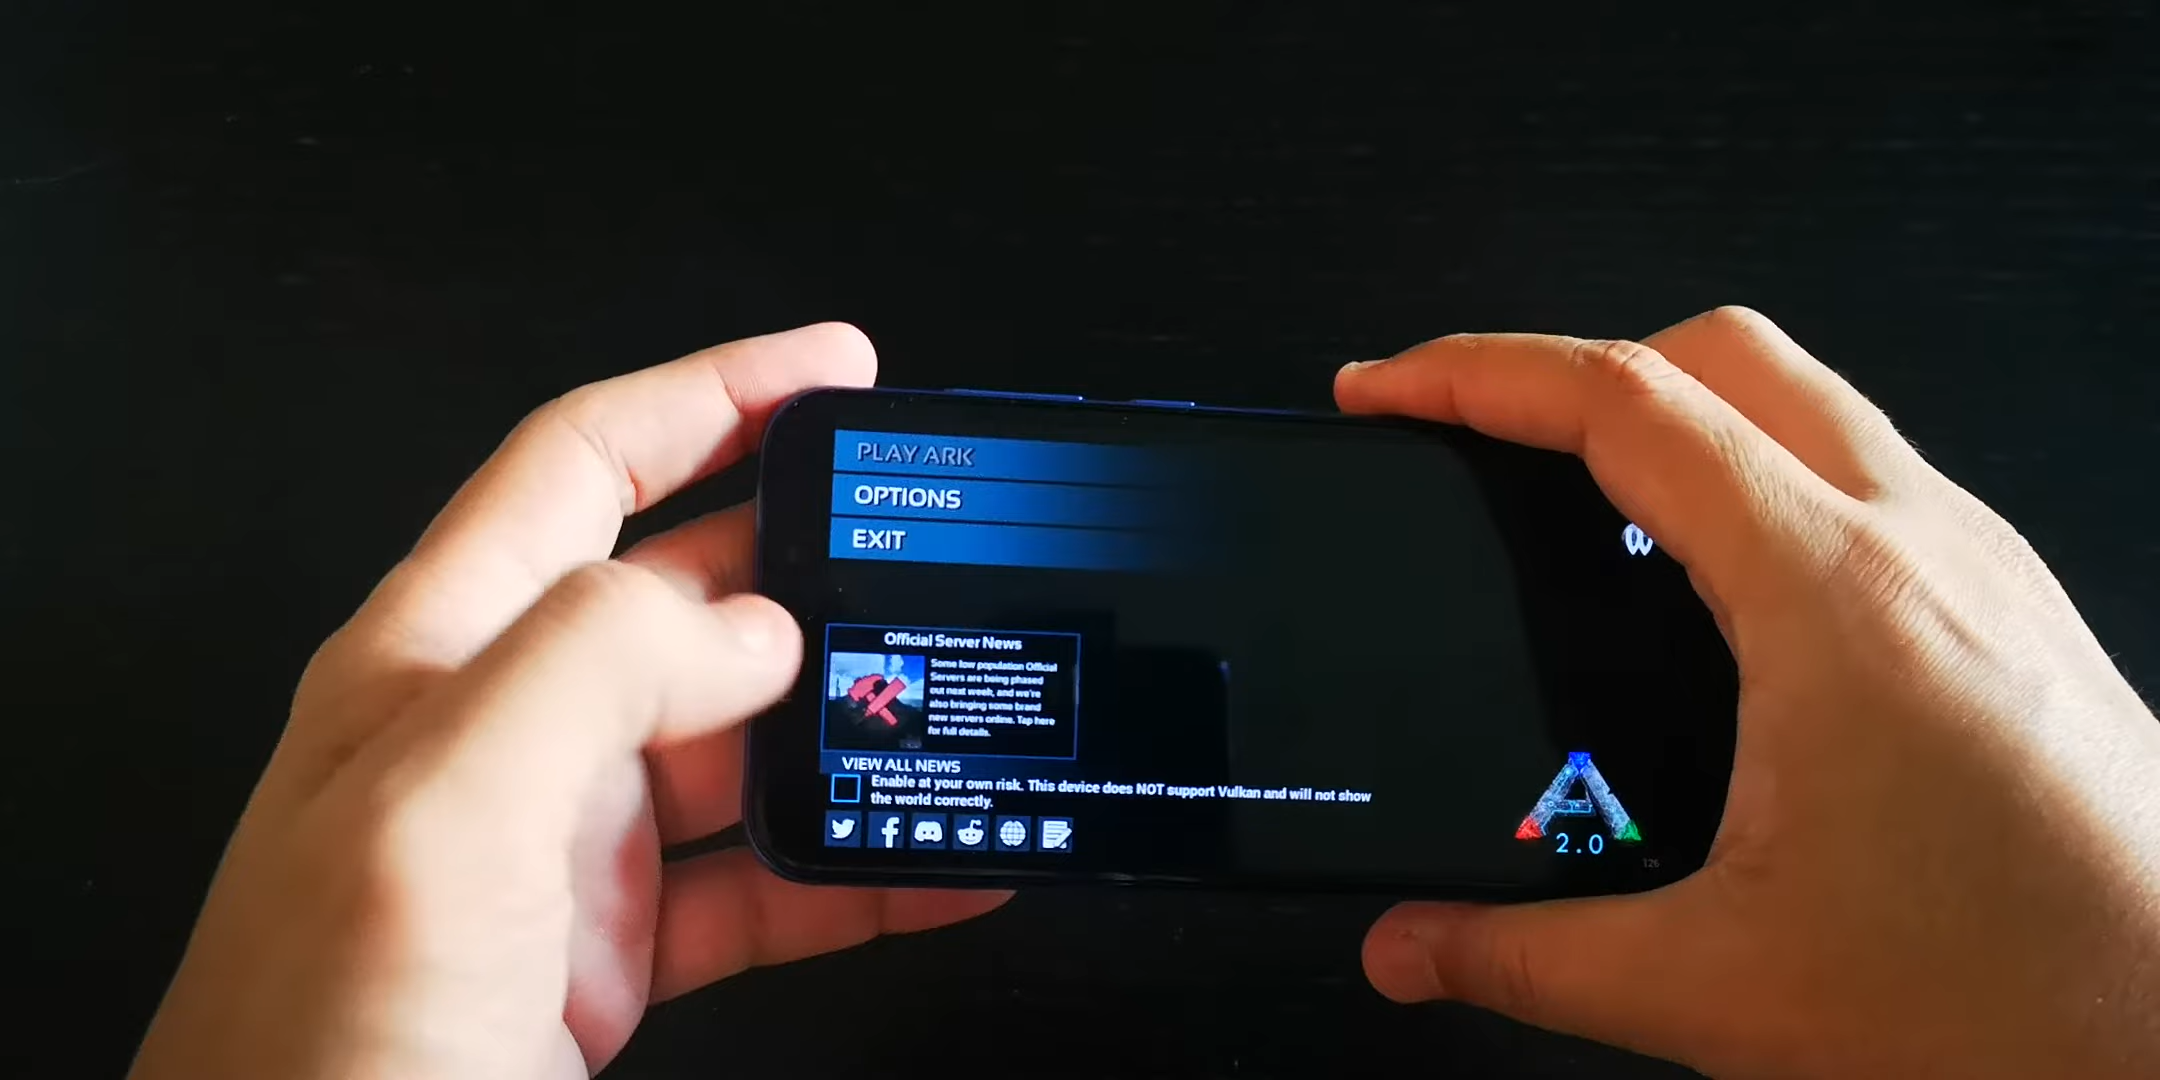 PLAY ARK
OPTIONS
EXIT
Official Server News
Some low population Official
Servers are being phased
out next week, and we're
also bringing some brand
new servers online. Tap here
for full details.
VIEW ALL NEWS
Enable at your own risk. This device does NOT support Vulkan and will not show
the world correctly.
2.0
126